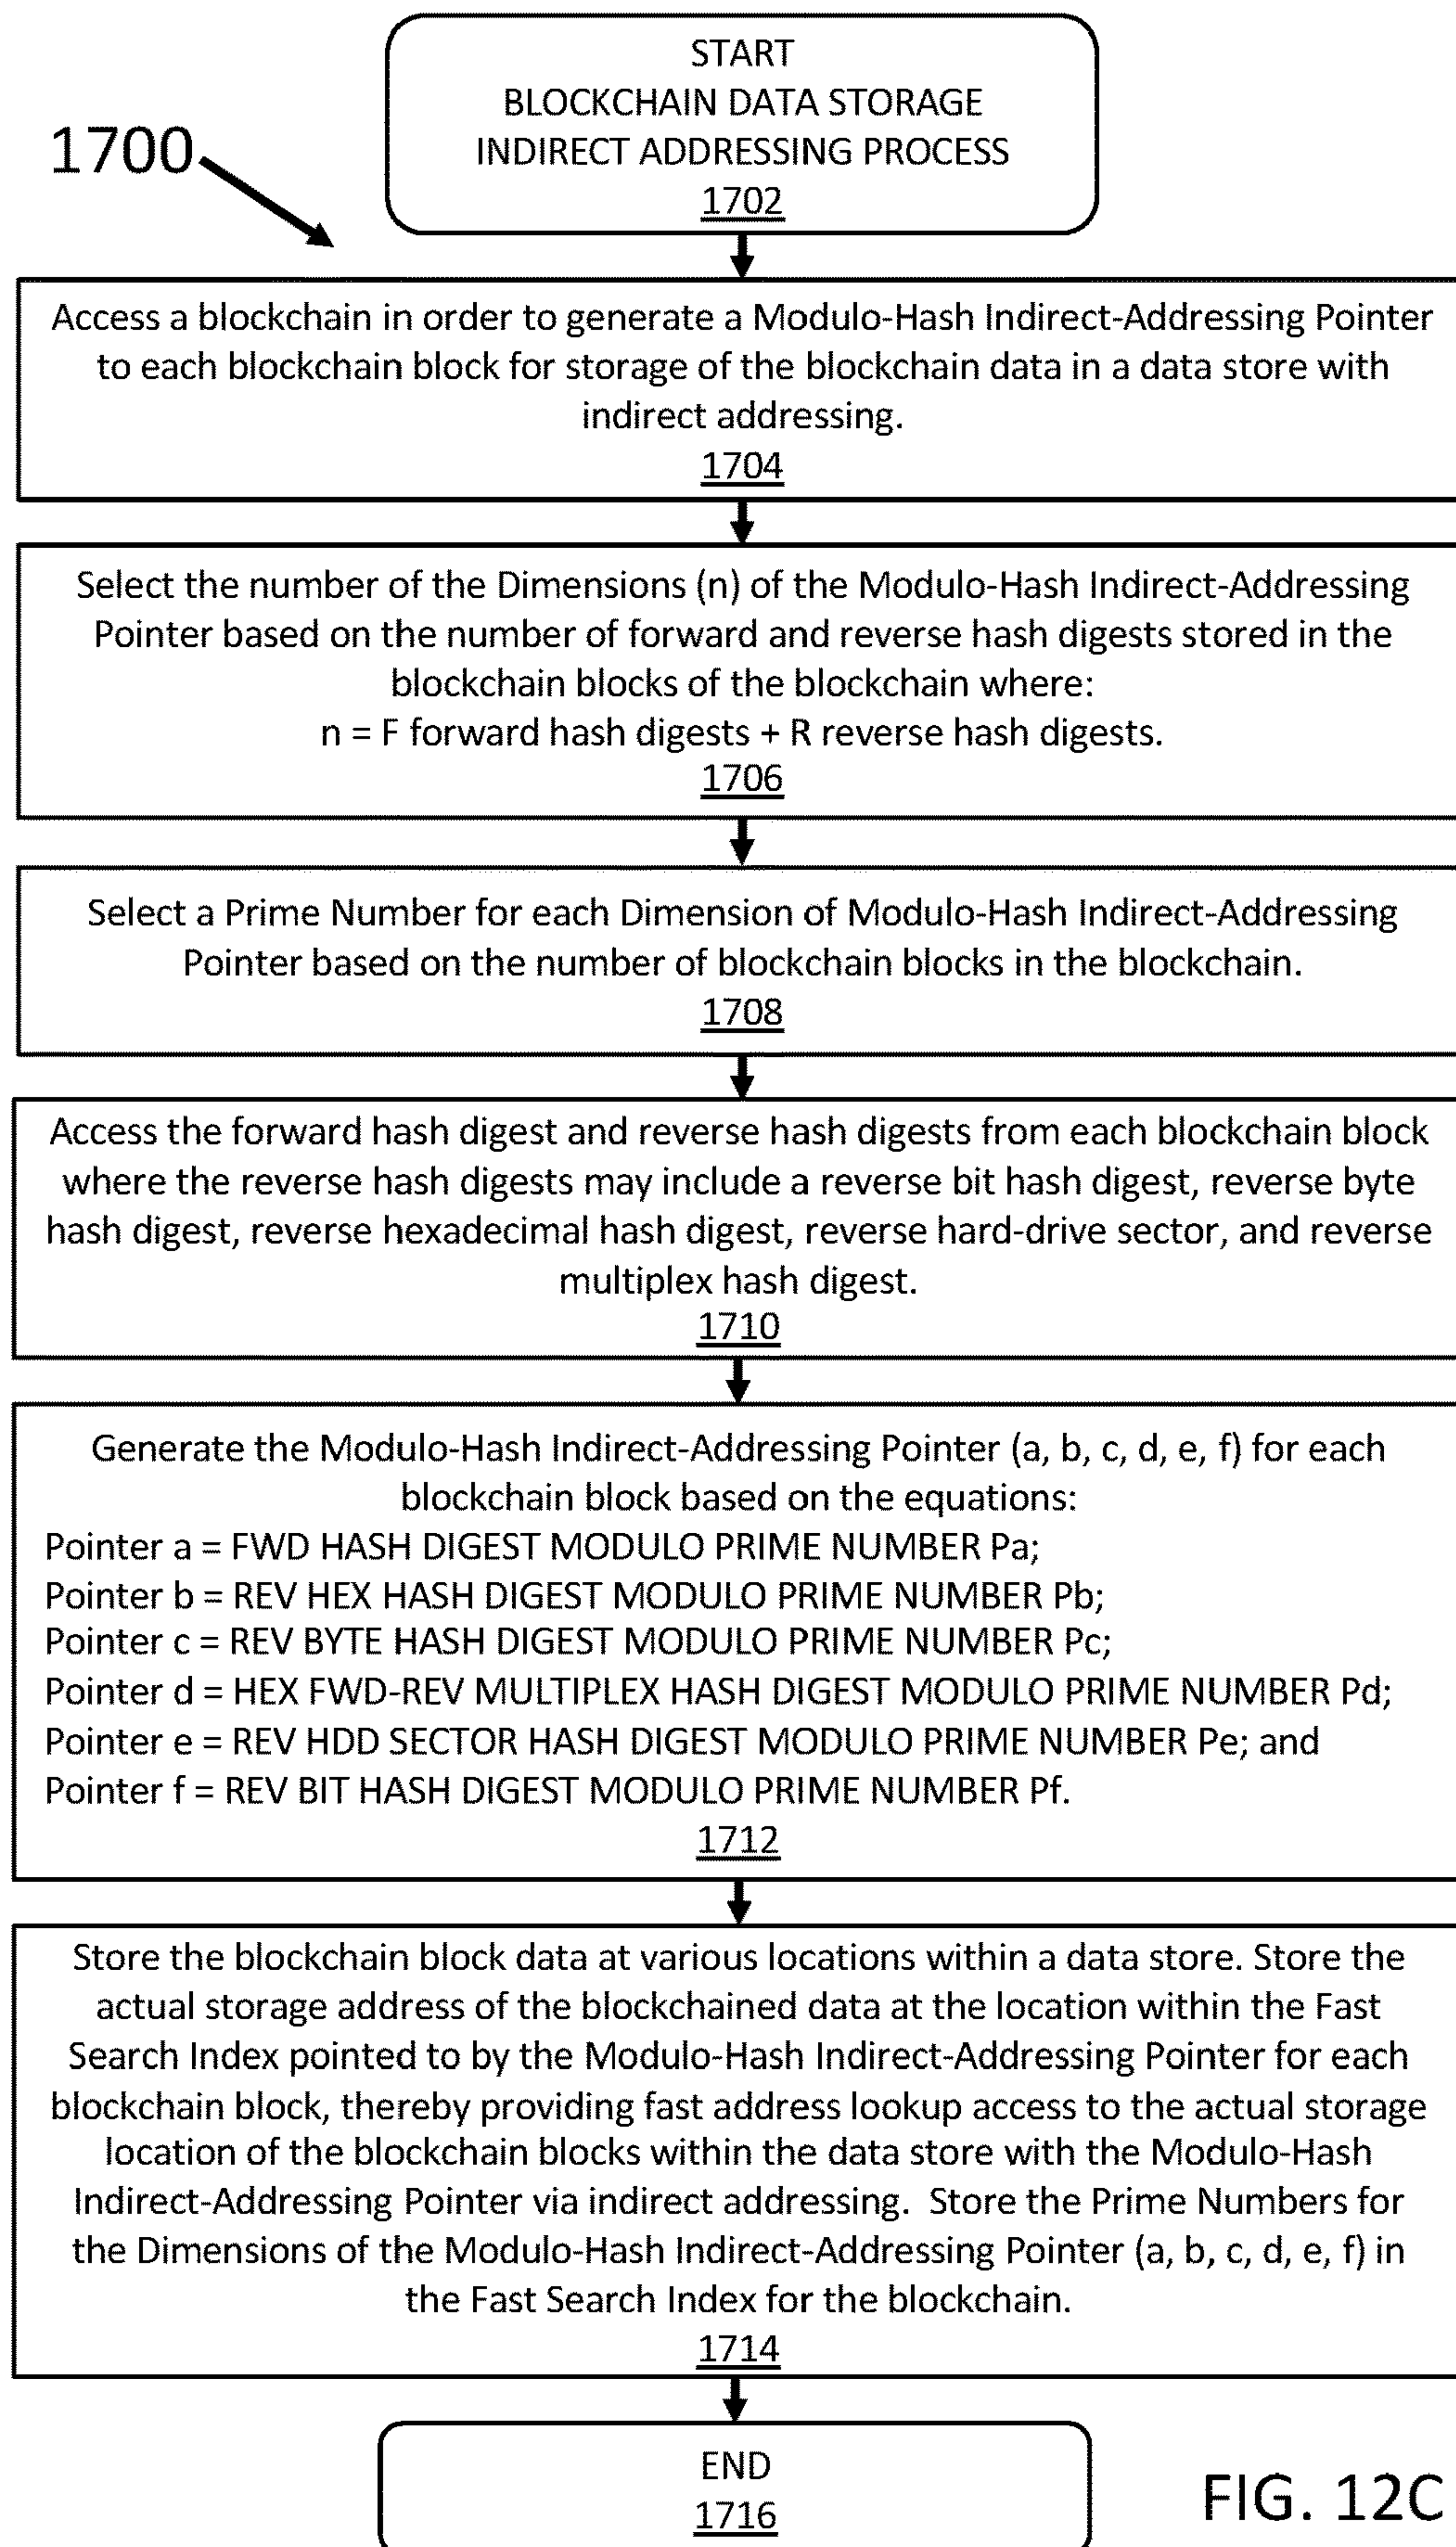 START
BLOCKCHAIN DATA STORAGE
INDIRECT ADDRESSING PROCESS
1702
1700
Access a blockchain in order to generate a Modulo-Hash Indirect-Addressing Pointer
to each blockchain block for storage of the blockchain data in a data store with
indirect addressing.
1704
Select the number of the Dimensions (n) of the Modulo-Hash Indirect-Addressing
Pointer based on the number of forward and reverse hash digests stored in the
blockchain blocks of the blockchain where:
n = F forward hash digests + R reverse hash digests.
1706
Select a Prime Number for each Dimension of Modulo-Hash Indirect-Addressing
Pointer based on the number of blockchain blocks in the blockchain.
1708
Access the forward hash digest and reverse hash digests from each blockchain block
where the reverse hash digests may include a reverse bit hash digest, reverse byte
hash digest, reverse hexadecimal hash digest, reverse hard-drive sector, and reverse
multiplex hash digest.
1710
Generate the Modulo-Hash Indirect-Addressing Pointer (a, b, c, d, e, f) for each
blockchain block based on the equations:
Pointer a = FWD HASH DIGEST MODULO PRIME NUMBER Pa;
Pointer b = REV HEX HASH DIGEST MODULO PRIME NUMBER Pb;
Pointer c = REV BYTE HASH DIGEST MODULO PRIME NUMBER Pc;
Pointer d = HEX FWD-REV MULTIPLEX HASH DIGEST MODULO PRIME NUMBER Pd;
Pointer e = REV HDD SECTOR HASH DIGEST MODULO PRIME NUMBER Pe; and
Pointer f = REV BIT HASH DIGEST MODULO PRIME NUMBER Pf.
1712
Store the blockchain block data at various locations within a data store. Store the
actual storage address of the blockchained data at the location within the Fast
Search Index pointed to by the Modulo-Hash Indirect-Addressing Pointer for each
blockchain block, thereby providing fast address lookup access to the actual storage
location of the blockchain blocks within the data store with the Modulo-Hash
Indirect-Addressing Pointer via indirect addressing. Store the Prime Numbers for
the Dimensions of the Modulo-Hash Indirect-Addressing Pointer (a, b, c, d, e, f) in
the Fast Search Index for the blockchain.
1714
END
1716
FIG. 12C